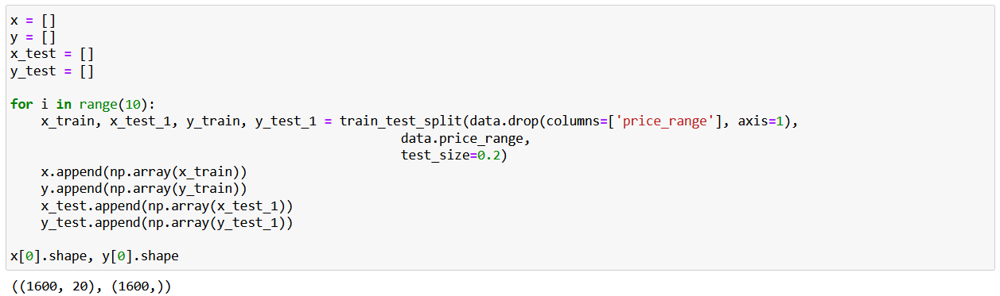 x = []
y = []
x_test = []
y_test = []
for i in range(10):
    x_train, x_test_1, y_train, y_test_1 = train_test_split(data.drop(columns=['price_range'], axis=1),
                                                data.price_range,
                                                test_size=0.2)
    x.append(np.array(x_train))
    y.append(np.array(y_train))
    x_test.append(np.array(x_test_1))
    y_test.append(np.array(y_test_1))
x[0].shape, y[0].shape
((1600, 20), (1600,))